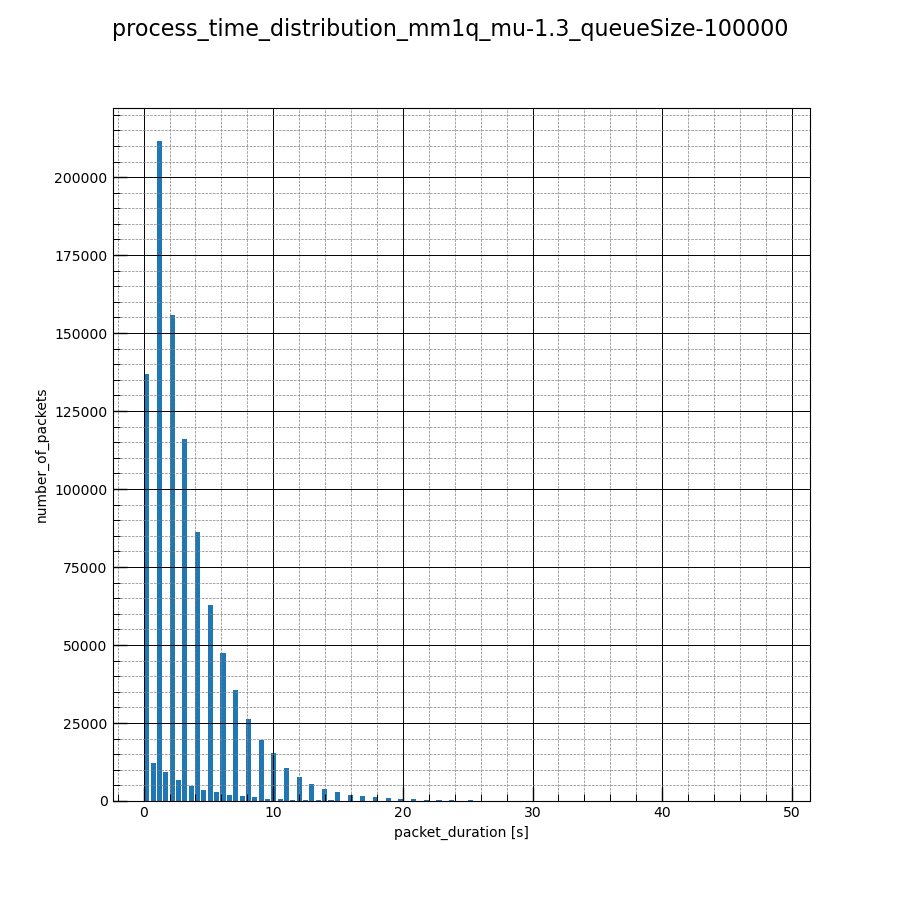 process_time_distribution_mm1q_mu-1.3_queueSize-100000
200000
175000
150000
125000
100000
75000
50000
25000
0
number_of_packets
0 10 20 30 40 50
packet_duration [s]